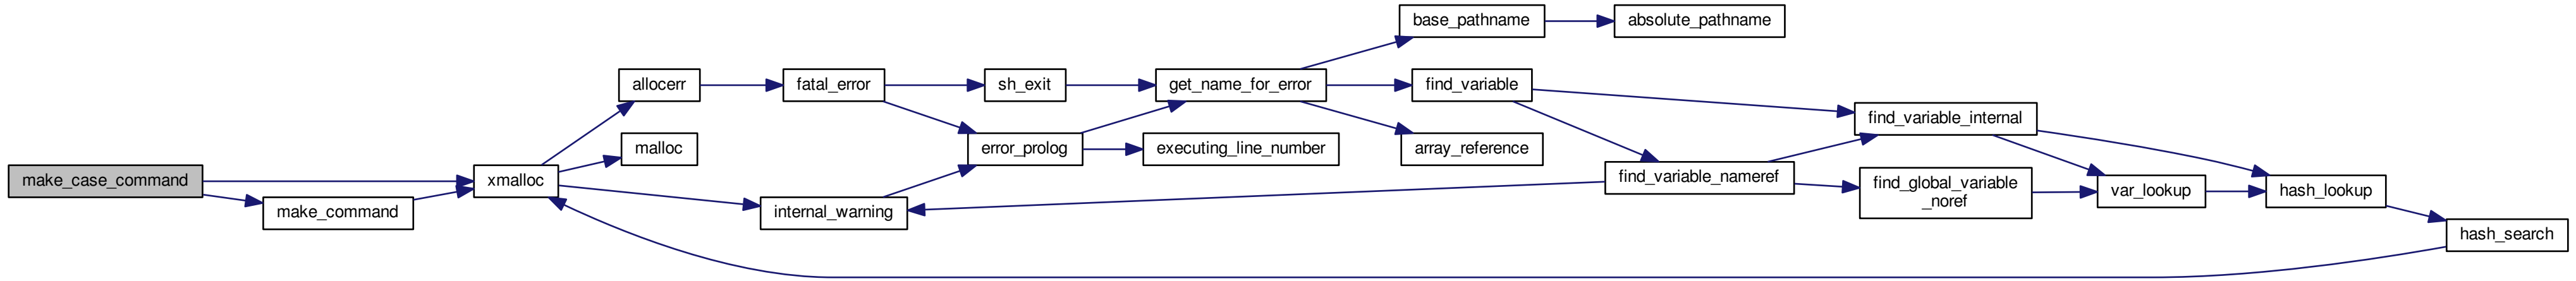 make_case_command
make_command
xmalloc
allocerr
malloc
internal_warning
fatal_error
sh_exit
error_prolog
get_name_for_error
executing_line_number
base_pathname
absolute_pathname
find_variable
array_reference
find_variable_nameref
find_variable_internal
find_global_variable
_noref
var_lookup
hash_lookup
hash_search